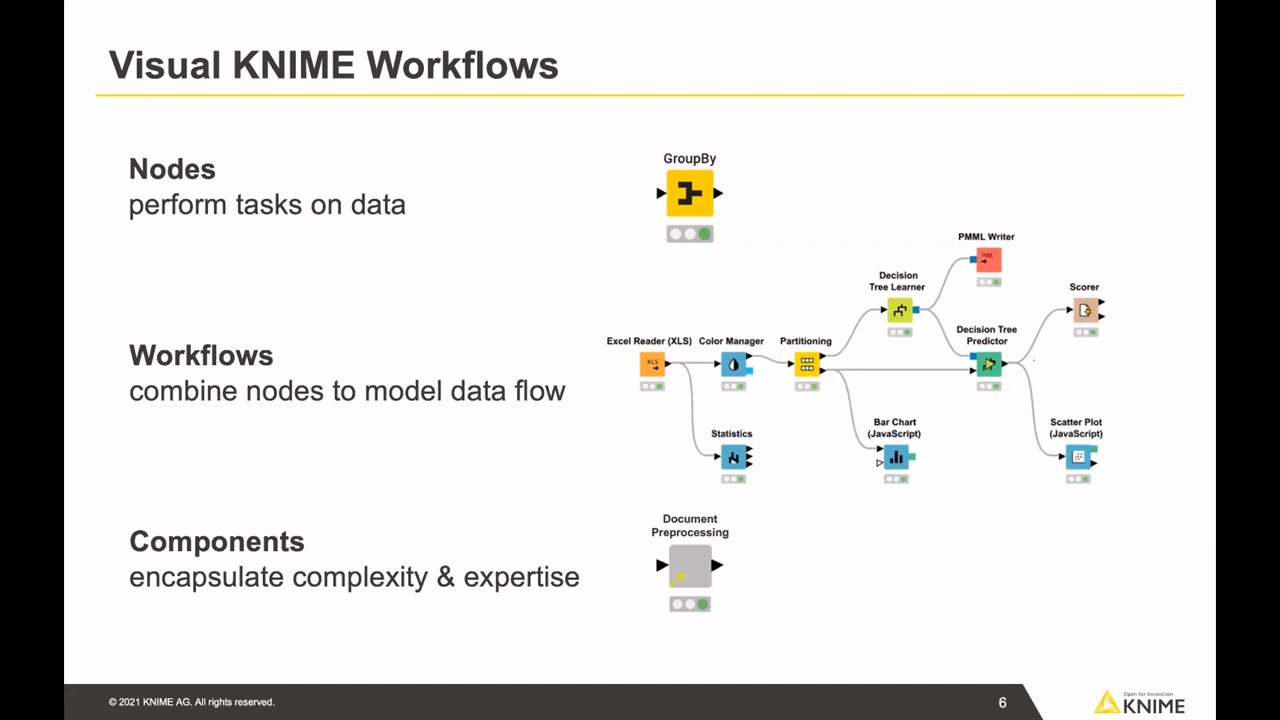 Visual KNIME Workflows
Nodes
perform tasks on data
GroupBy
Workflows
combine nodes to model data flow
PMML Writer
Decision
Tree Learner
Scorer
Decision Tree
Predictor
Excel Reader (XLS)
Color Manager
Partitioning
XLS
PMML
Statistics
Bar Chart
(JavaScript)
Scatter Plot
(JavaScript)
Components
encapsulate complexity & expertise
Document
Preprocessing
© 2021 KNIME AG. All rights reserved.
6
Open for Innovation
KNIME